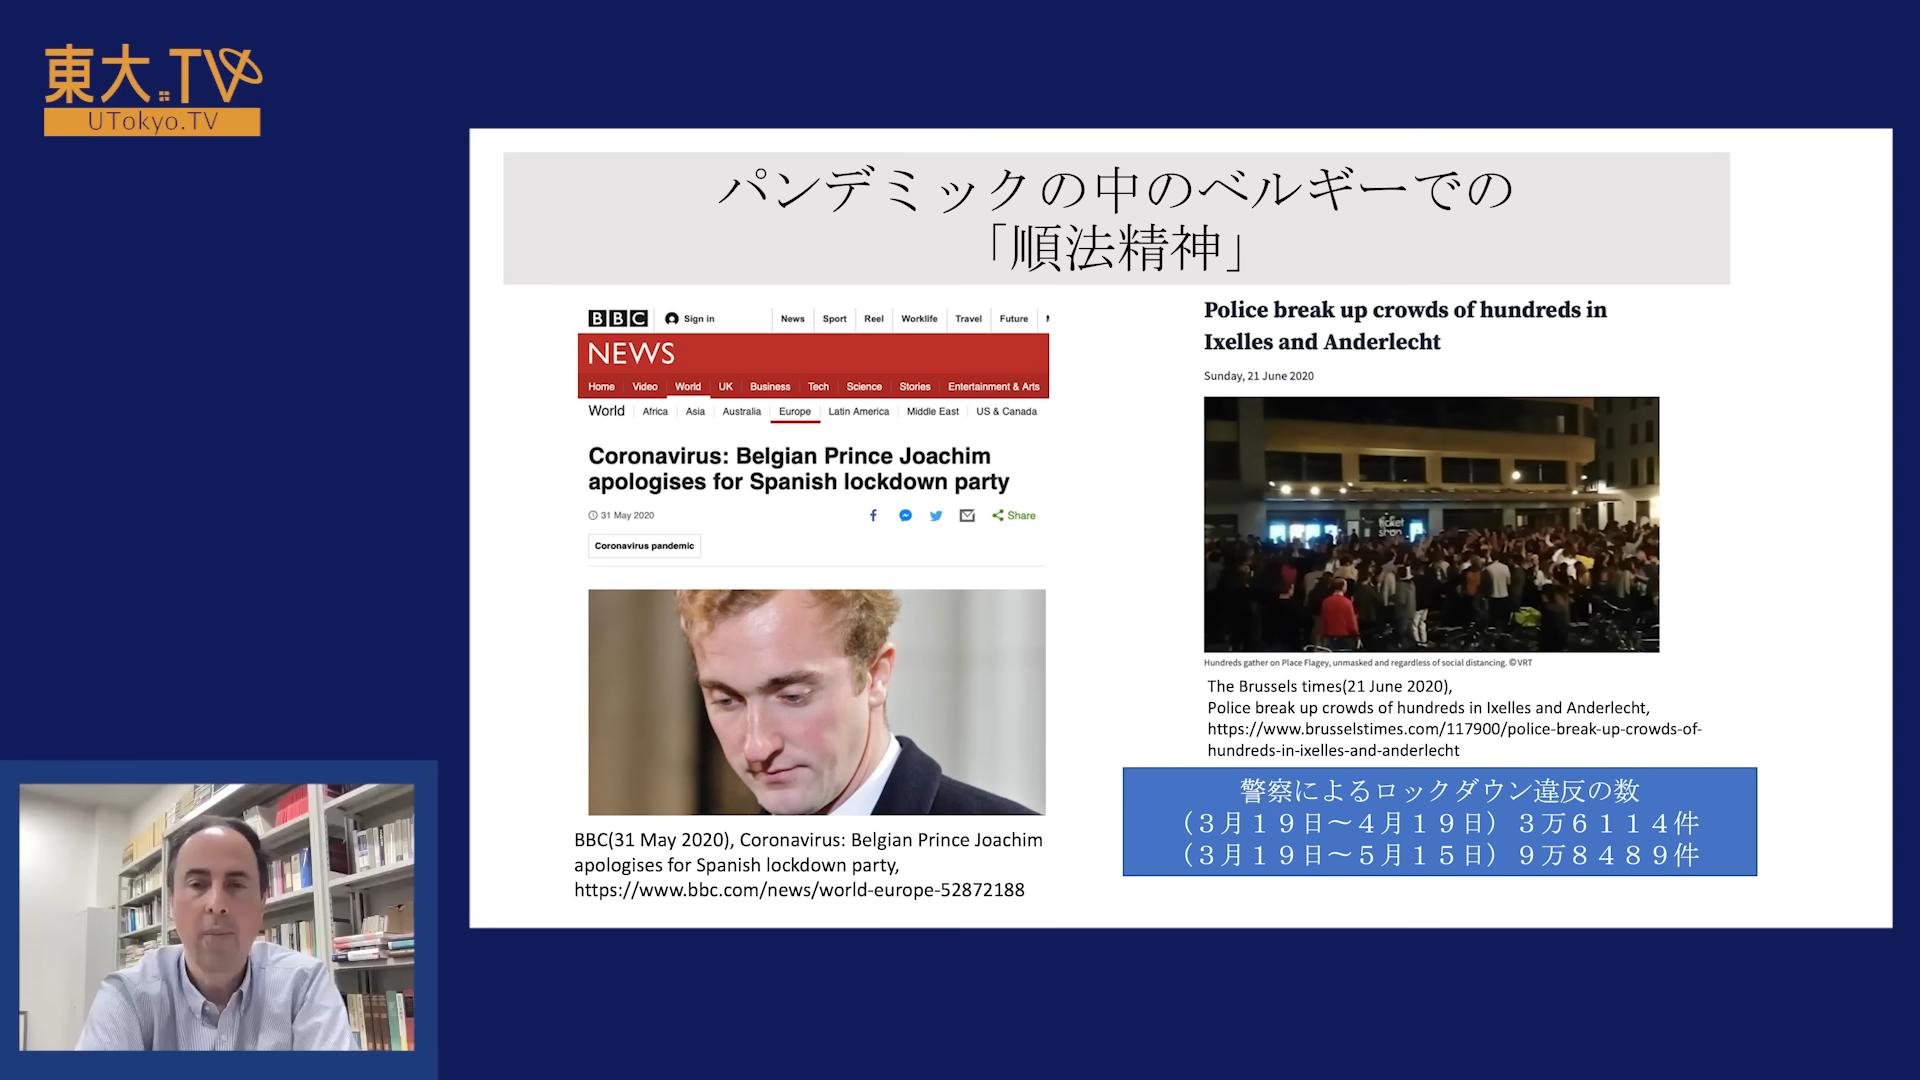 東大.TV
UTokyo.TV
パンデミックの中のベルギーでの
「順法精神」
BBC Sign in News Sport Reel Worklife Travel Future
NEWS
Home Video World UK Business Tech Science Stories Entertainment & Arts
World Africa Asia Australia Europe Latin America Middle East US & Canada
Coronavirus: Belgian Prince Joachim
apologises for Spanish lockdown party
31 May 2020 Share
Coronavirus pandemic
BBC(31 May 2020), Coronavirus: Belgian Prince Joachim
apologises for Spanish lockdown party,
https://www.bbc.com/news/world-europe-52872188
Police break up crowds of hundreds in
Ixelles and Anderlecht
Sunday, 21 June 2020
ticket
shop
Hundreds gather on Place Flagey, unmasked and regardless of social distancing. ©VRT
The Brussels times(21 June 2020),
Police break up crowds of hundreds in Ixelles and Anderlecht,
https://www.brusselstimes.com/117900/police-break-up-crowds-of-
hundreds-in-ixelles-and-anderlecht
警察によるロックダウン違反の数
（３月１９日～４月１９日）３万６１１４件
（３月１９日～５月１５日）９万８４８９件